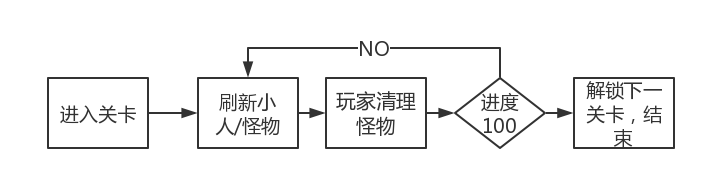 NO
进入关卡
刷新小
人/怪物
玩家清理
怪物
进度
100
解锁下一
关卡，结
束